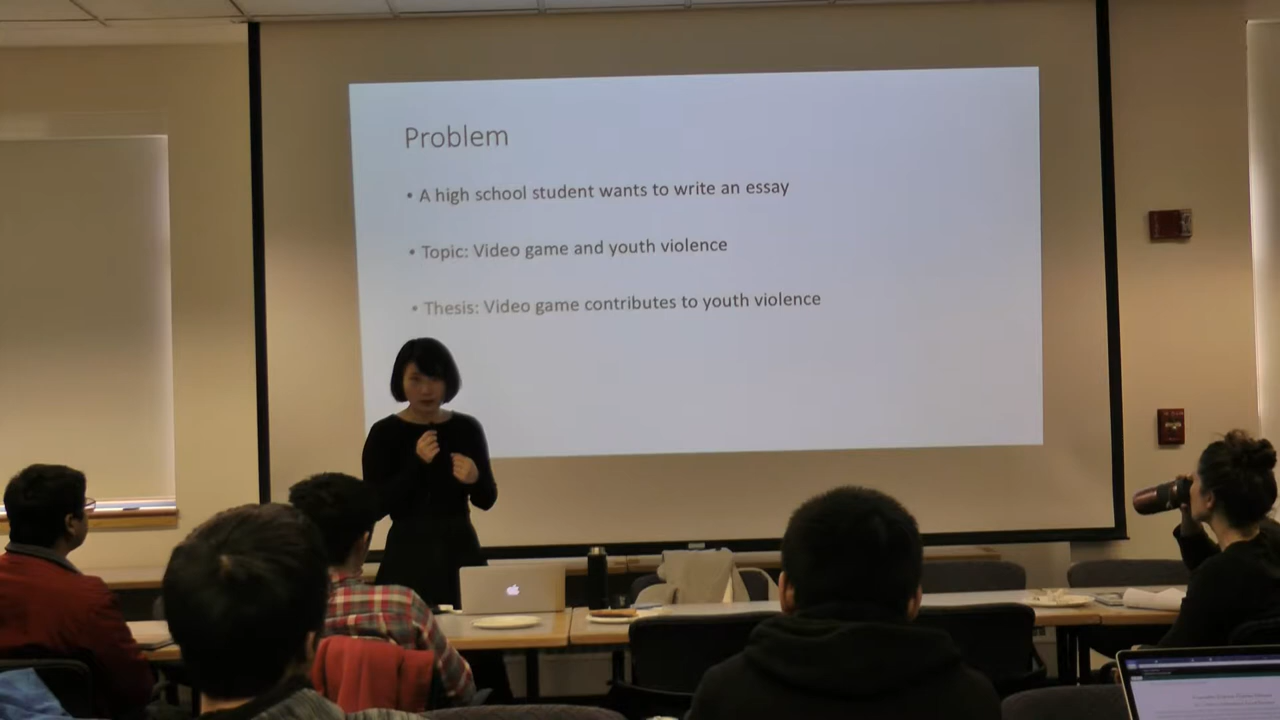 Problem
• A high school student wants to write an essay
• Topic: Video game and youth violence
• Thesis: Video game contributes to youth violence